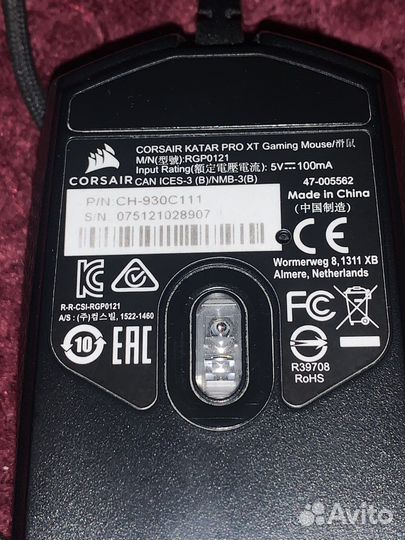 CORSAIR KATAR PRO XT Gaming Mouse/滑鼠
M/N(型號):RGP0121
Input Rating(額定電壓電流): 5V⎓100mA
CORSAIR
CAN ICES-3 (B)/NMB-3(B)
47-005562
P/N: CH-930C111
Made in China
(中国制造)
S/N: 075121028907
CE
Wormerweg 8, 1311 XB
Almere, Netherlands
R-R-CSI-RGP0121
A/S : (주)컴스빌, 1522-1460
FC
10
EAC
R39708
RoHS
Avito